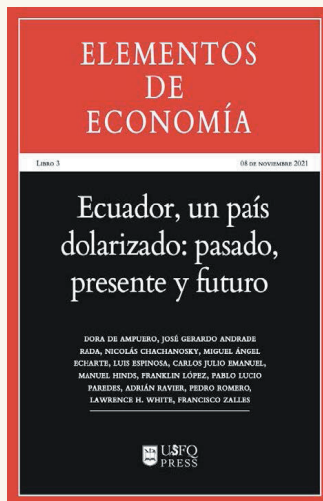 ELEMENTOS
DE
ECONOMÍA
LIBRO 3
08 DE NOVIEMBRE 2021
Ecuador, un país
dolarizado: pasado,
presente y futuro
DORA DE AMPUERO, JOSÉ GERARDO ANDRADE
RADA, NICOLÁS CHACHANOSKY, MIGUEL ÁNGEL
ECHARTE, LUIS ESPINOSA, CARLOS JULIO EMANUEL,
MANUEL HINDS, FRANKLIN LÓPEZ, PABLO LUCIO
PAREDES, ADRIÁN RAVIER, PEDRO ROMERO,
LAWRENCE H. WHITE, FRANCISCO ZALLES
USFQ
PRESS